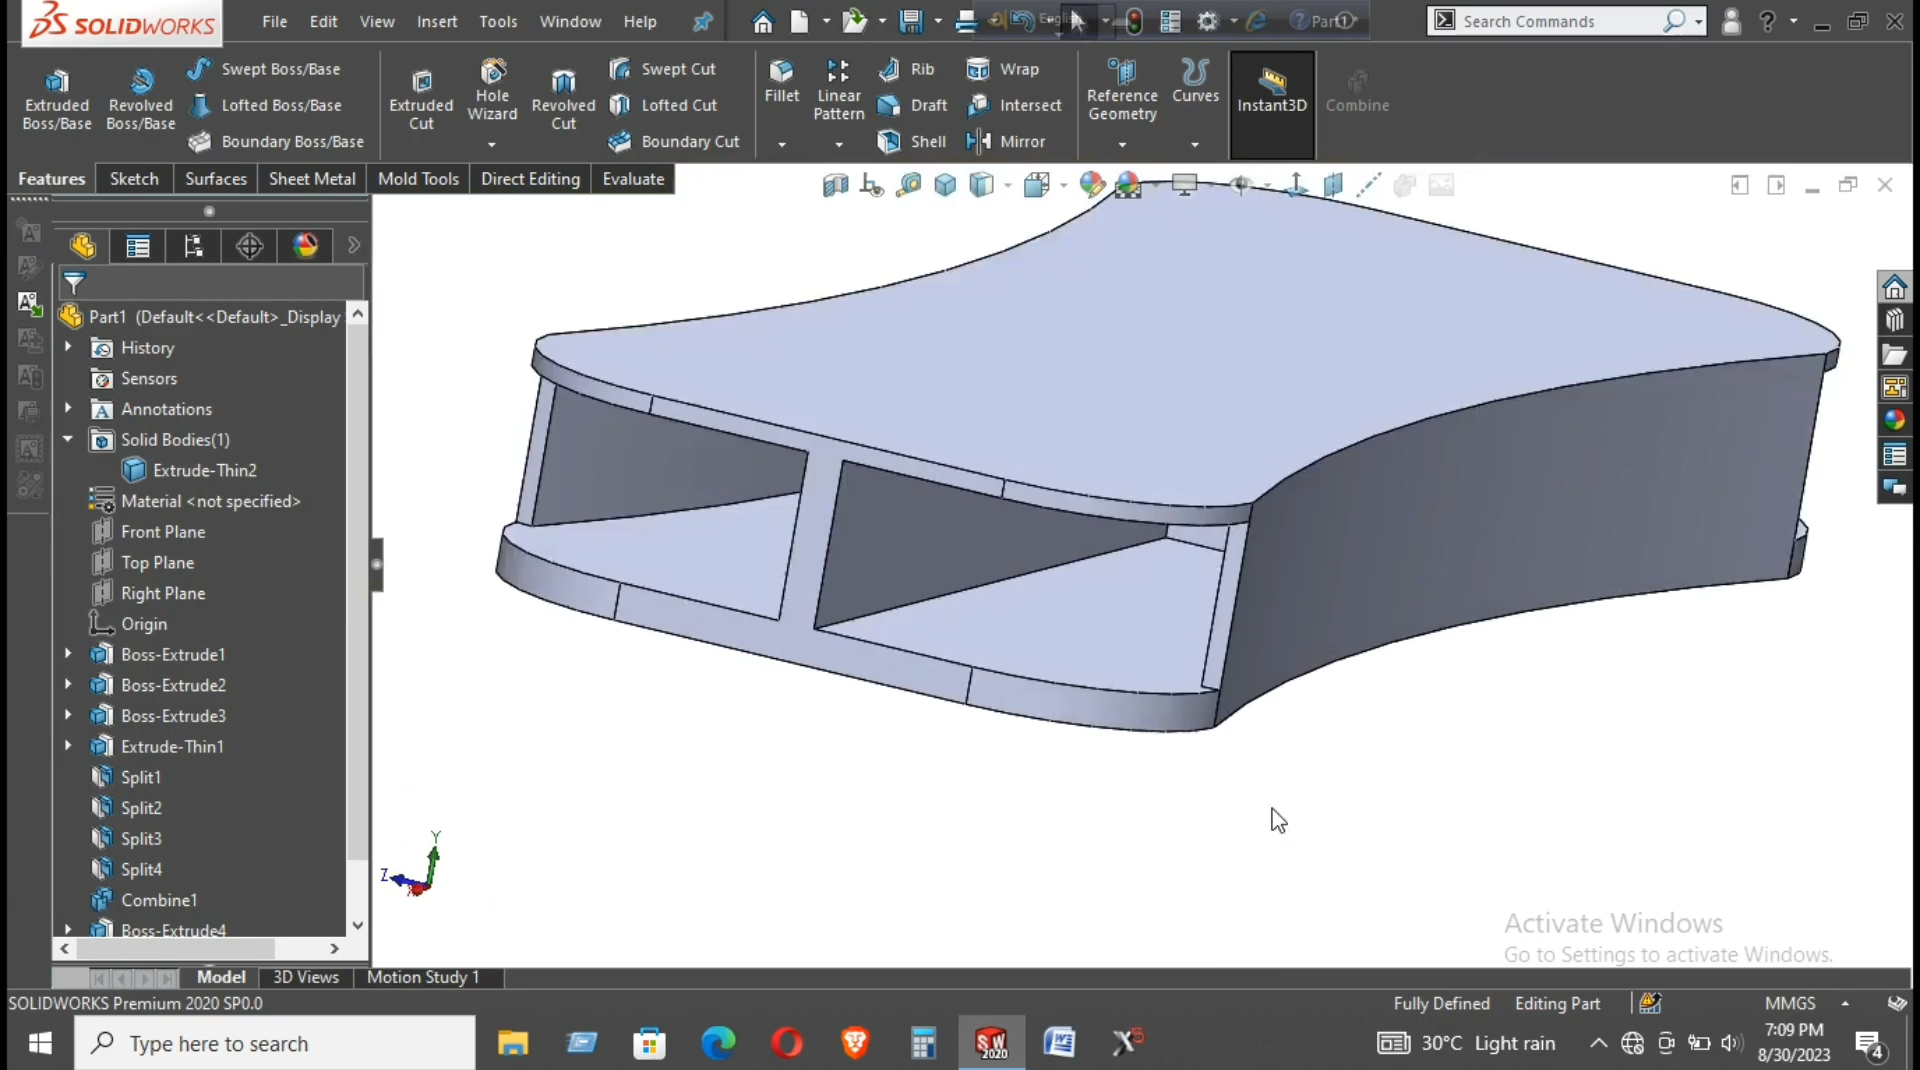 SOLIDWORKS
File Edit View Insert Tools Window Help
Part1
Search Commands
Extruded Boss/Base
Revolved Boss/Base
Swept Boss/Base
Lofted Boss/Base
Boundary Boss/Base
Extruded Cut
Hole Wizard
Revolved Cut
Swept Cut
Lofted Cut
Boundary Cut
Fillet
Linear Pattern
Rib
Draft
Shell
Wrap
Intersect
Mirror
Reference Geometry
Curves
Instant3D
Combine
Features Sketch Surfaces Sheet Metal Mold Tools Direct Editing Evaluate
Part1 (Default<<Default>_Display
History
Sensors
Annotations
Solid Bodies(1)
Extrude-Thin2
Material <not specified>
Front Plane
Top Plane
Right Plane
Origin
Boss-Extrude1
Boss-Extrude2
Boss-Extrude3
Extrude-Thin1
Split1
Split2
Split3
Split4
Combine1
Boss-Extrude4
Y
Z
Activate Windows
Go to Settings to activate Windows.
Model 3D Views Motion Study 1
SOLIDWORKS Premium 2020 SP0.0
Fully Defined Editing Part MMGS
Type here to search
SW 2020
30°C Light rain
7:09 PM
8/30/2023
4